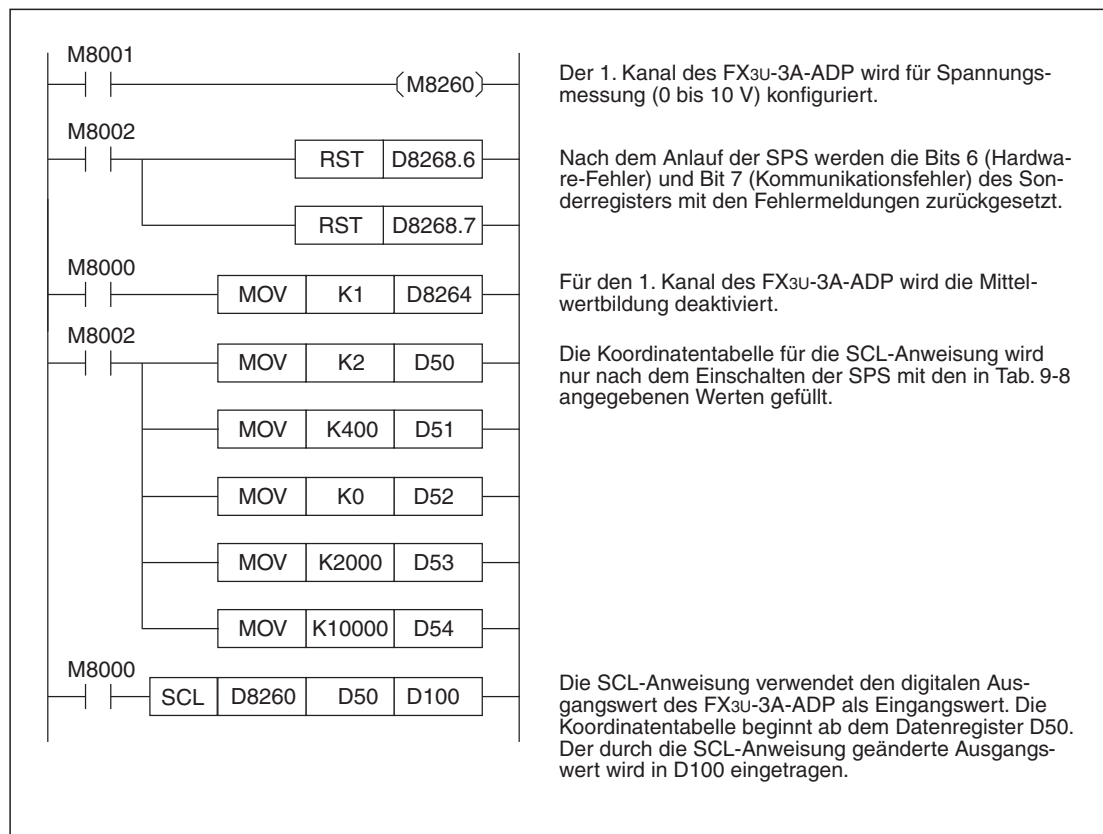 M8001
M8260
Der 1. Kanal des FX3U-3A-ADP wird für Spannungs-
messung (0 bis 10 V) konfiguriert.
M8002
RST D8268.6
Nach dem Anlauf der SPS werden die Bits 6 (Hardwa-
re-Fehler) und Bit 7 (Kommunikationsfehler) des Son-
derregisters mit den Fehlermeldungen zurückgesetzt.
RST D8268.7
M8000
MOV K1 D8264
Für den 1. Kanal des FX3U-3A-ADP wird die Mittel-
wertbildung deaktiviert.
M8002
MOV K2 D50
Die Koordinatentabelle für die SCL-Anweisung wird
nur nach dem Einschalten der SPS mit den in Tab. 9-8
angegebenen Werten gefüllt.
MOV K400 D51
MOV K0 D52
MOV K2000 D53
MOV K10000 D54
M8000
SCL D8260 D50 D100
Die SCL-Anweisung verwendet den digitalen Aus-
gangswert des FX3U-3A-ADP als Eingangswert. Die
Koordinatentabelle beginnt ab dem Datenregister D50.
Der durch die SCL-Anweisung geänderte Ausgangs-
wert wird in D100 eingetragen.